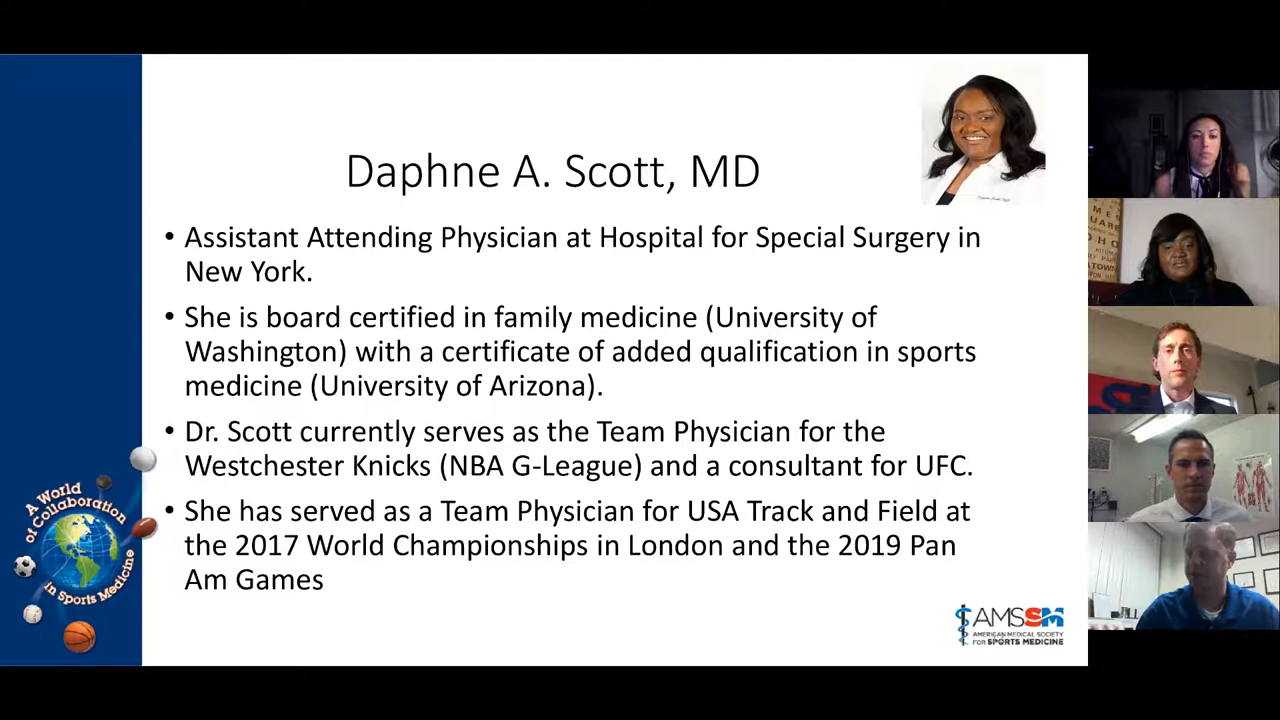 Daphne A. Scott, MD
• Assistant Attending Physician at Hospital for Special Surgery in
New York.
• She is board certified in family medicine (University of
Washington) with a certificate of added qualification in sports
medicine (University of Arizona).
• Dr. Scott currently serves as the Team Physician for the
Westchester Knicks (NBA G-League) and a consultant for UFC.
• She has served as a Team Physician for USA Track and Field at
the 2017 World Championships in London and the 2019 Pan
Am Games
A World
of Collaboration
in Sports Medicine
AMSSM
AMERICAN MEDICAL SOCIETY
FOR SPORTS MEDICINE